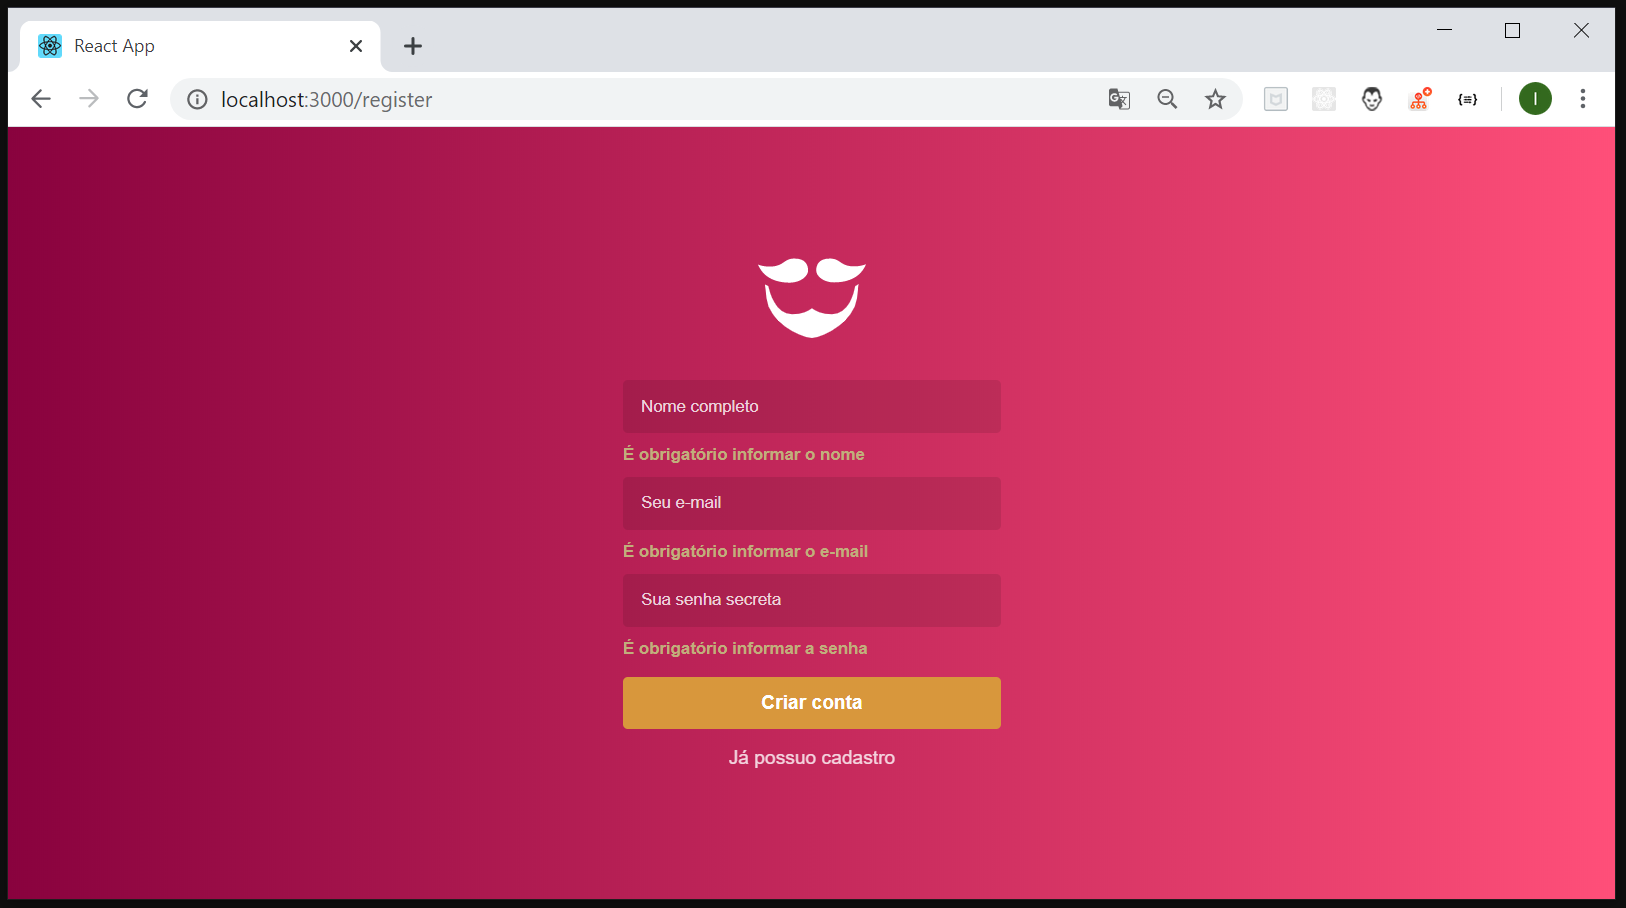 React App
localhost:3000/register
I
Nome completo
É obrigatório informar o nome
Seu e-mail
É obrigatório informar o e-mail
Sua senha secreta
É obrigatório informar a senha
Criar conta
Já possuo cadastro